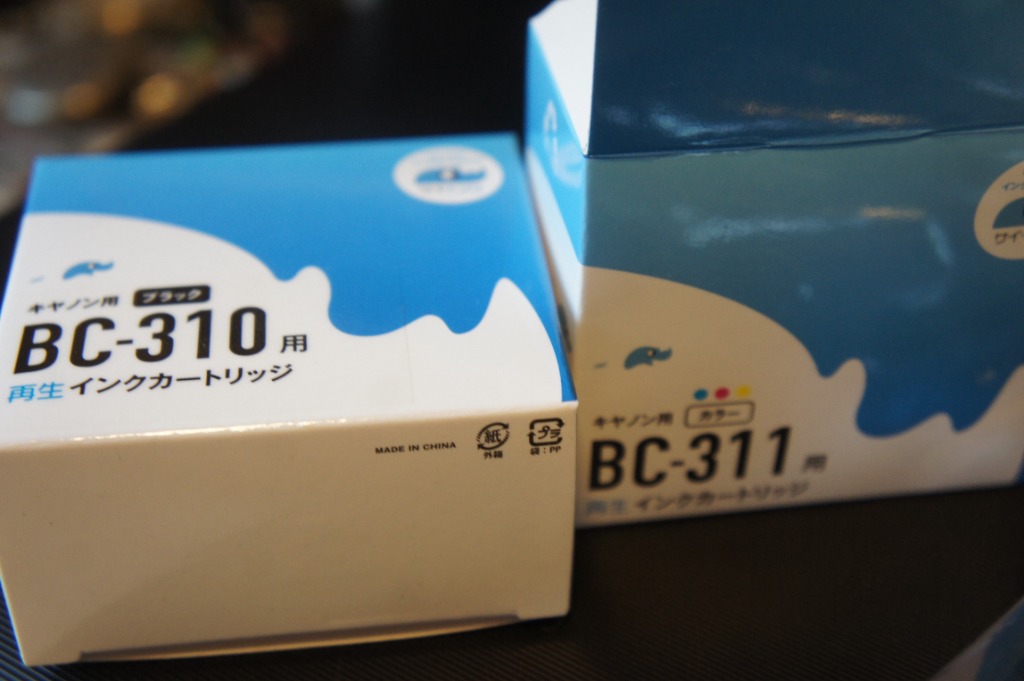 キヤノン用 ブラック
BC-310用
再生インクカートリッジ
MADE IN CHINA
紙
外箱
プラ
袋:PP
キヤノン用 カラー
BC-311用
再生インクカートリッジ